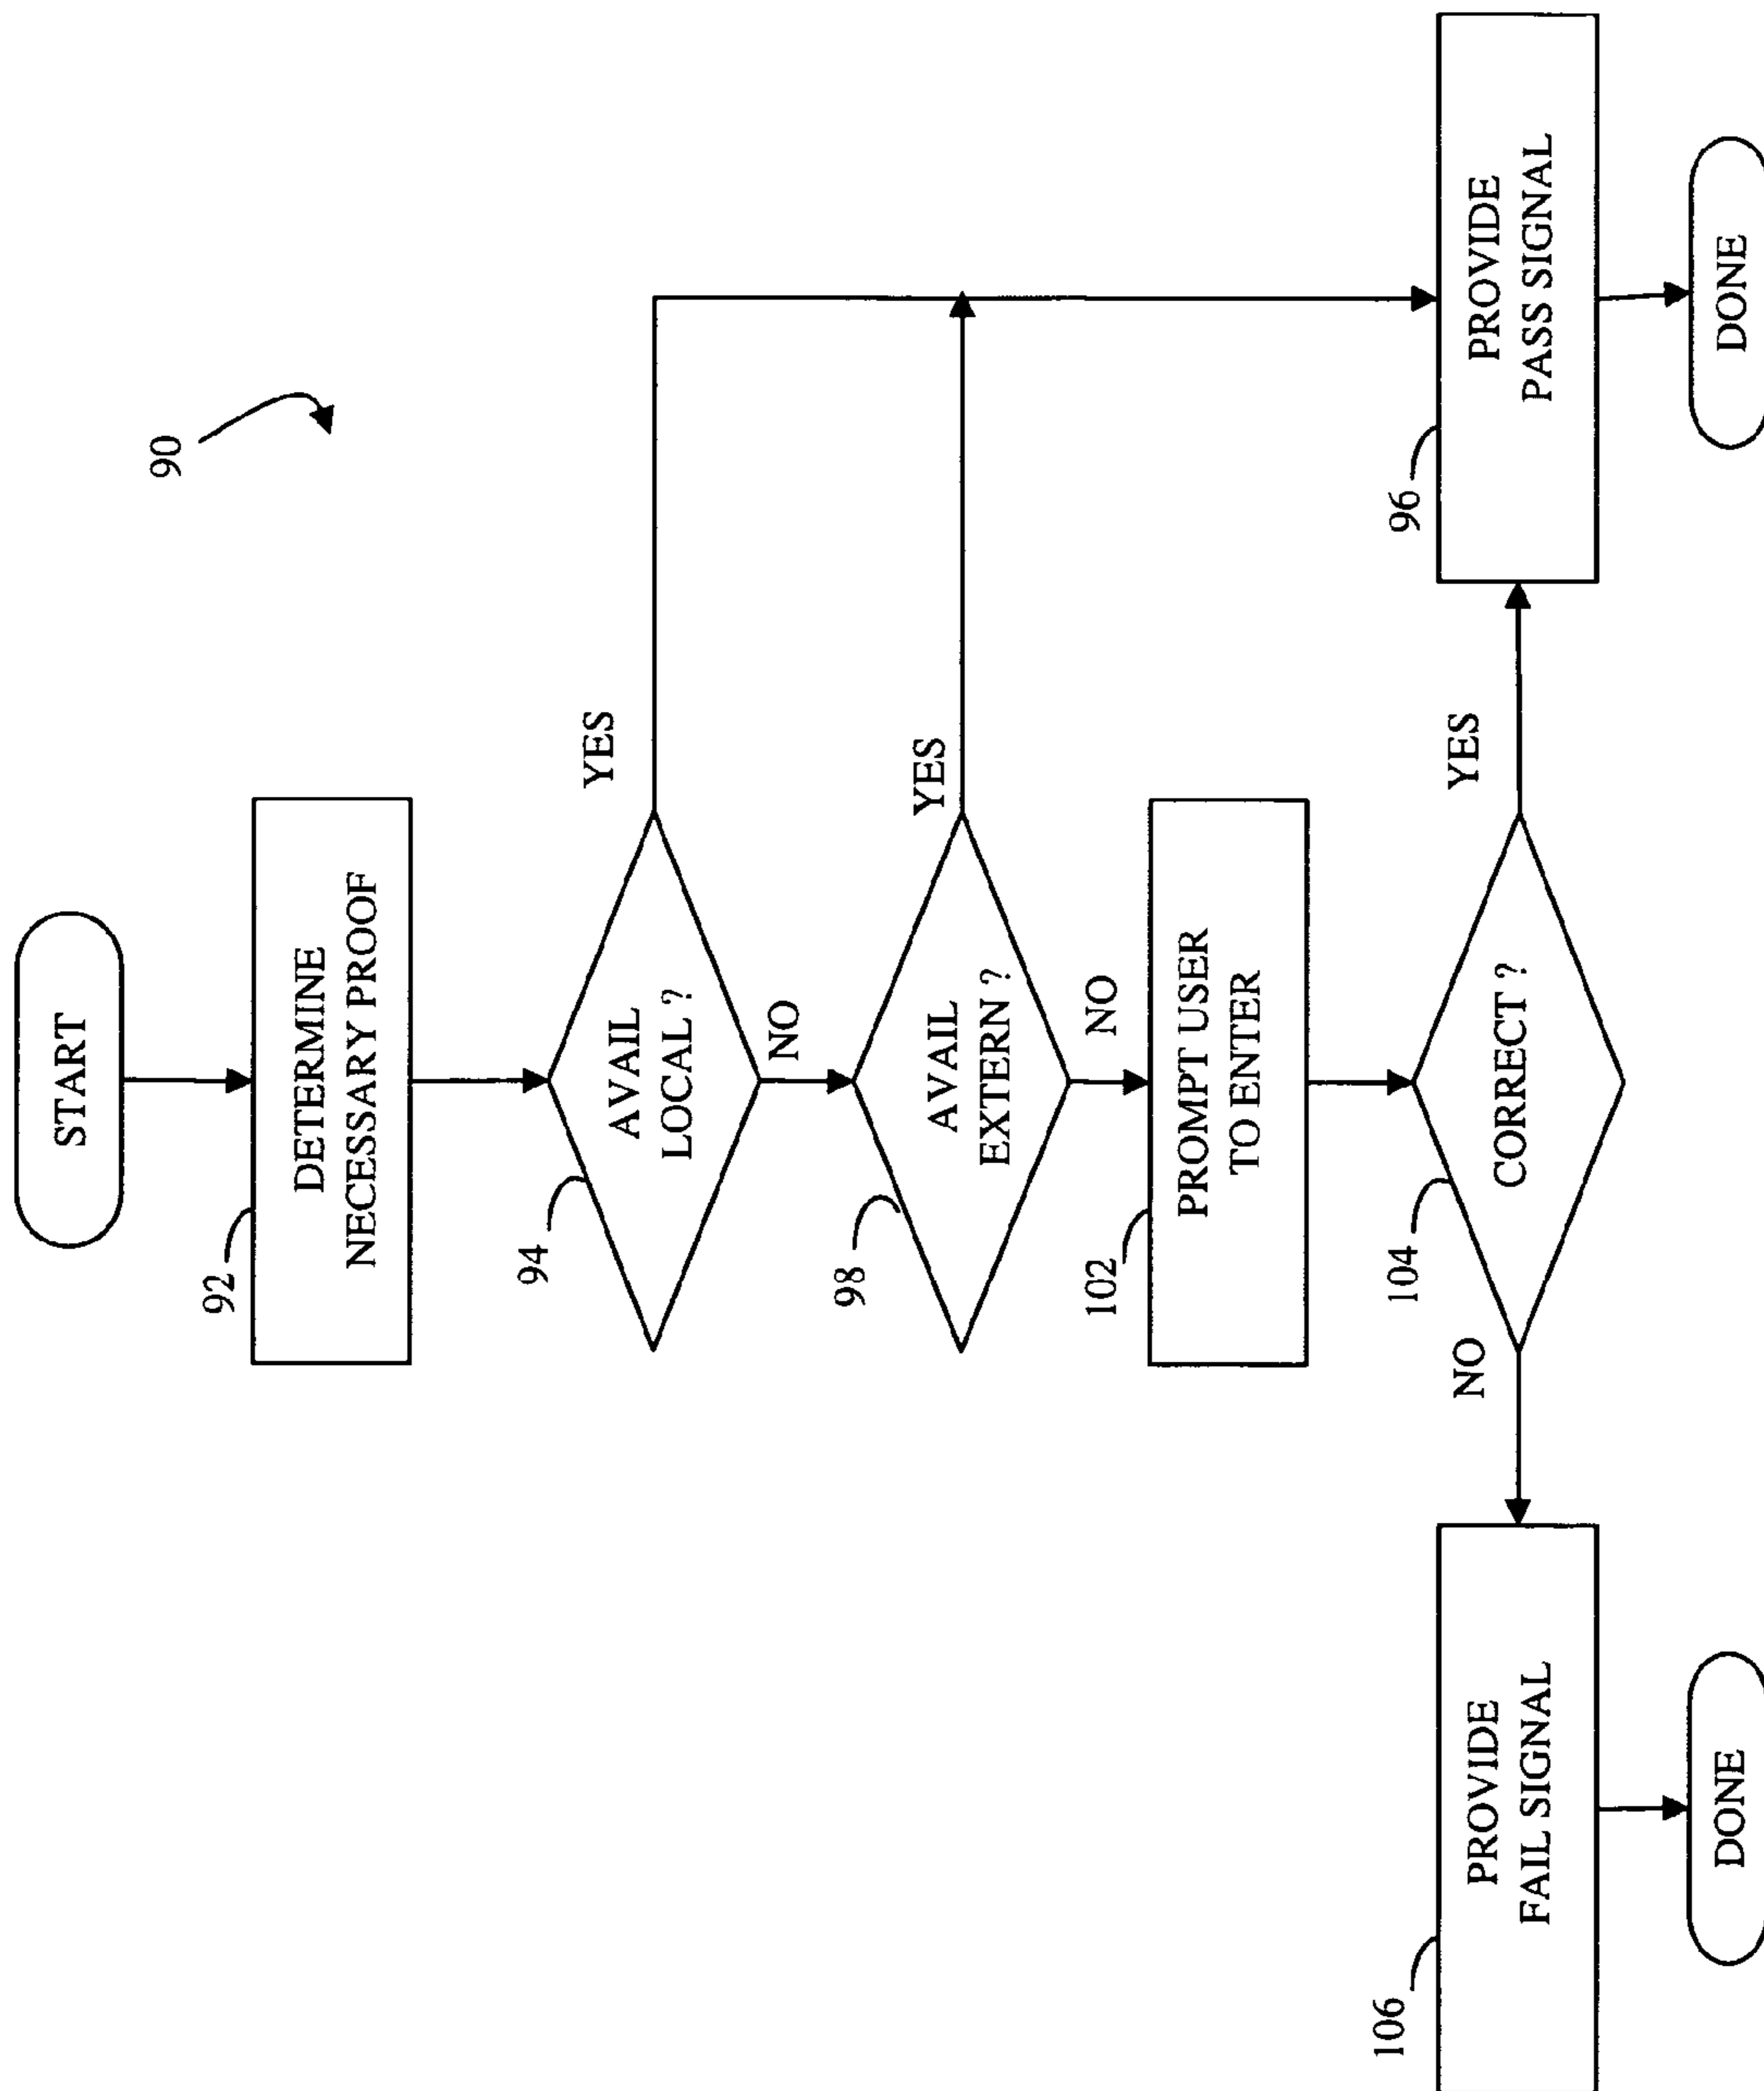 START
90
92
DETERMINE
NECESSARY PROOF
94
AVAIL
LOCAL ?
YES
NO
98
AVAIL
EXTERN ?
YES
NO
102
PROMPT USER
TO ENTER
104
CORRECT ?
NO
YES
106
PROVIDE
FAIL SIGNAL
96
PROVIDE
PASS SIGNAL
DONE
DONE